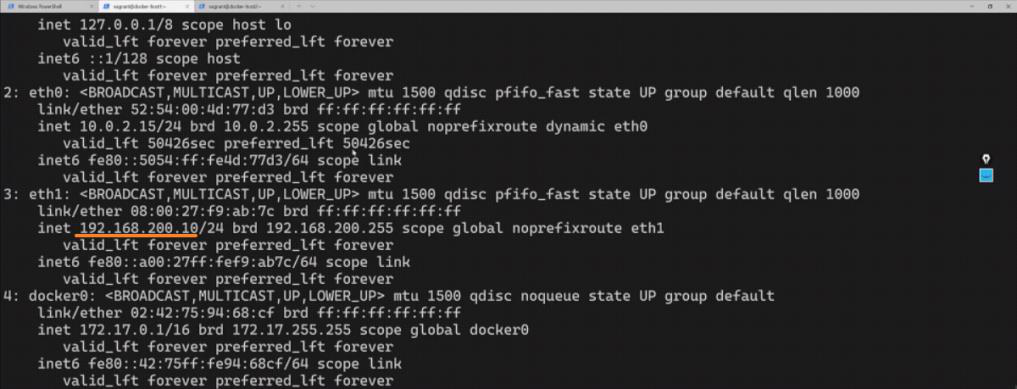 Windows PowerShell
vagrant@docker-host1:~
vagrant@docker-host2:~
inet 127.0.0.1/8 scope host lo
valid_lft forever preferred_lft forever
inet6 ::1/128 scope host
valid_lft forever preferred_lft forever
2: eth0: <BROADCAST,MULTICAST,UP,LOWER_UP> mtu 1500 qdisc pfifo_fast state UP group default qlen 1000
link/ether 52:54:00:4d:77:d3 brd ff:ff:ff:ff:ff:ff
inet 10.0.2.15/24 brd 10.0.2.255 scope global noprefixroute dynamic eth0
valid_lft 50426sec preferred_lft 50426sec
inet6 fe80::5054:ff:fe4d:77d3/64 scope link
valid_lft forever preferred_lft forever
3: eth1: <BROADCAST,MULTICAST,UP,LOWER_UP> mtu 1500 qdisc pfifo_fast state UP group default qlen 1000
link/ether 08:00:27:f9:ab:7c brd ff:ff:ff:ff:ff:ff
inet 192.168.200.10/24 brd 192.168.200.255 scope global noprefixroute eth1
valid_lft forever preferred_lft forever
inet6 fe80::a00:27ff:fef9:ab7c/64 scope link
valid_lft forever preferred_lft forever
4: docker0: <BROADCAST,MULTICAST,UP,LOWER_UP> mtu 1500 qdisc noqueue state UP group default
link/ether 02:42:75:94:68:cf brd ff:ff:ff:ff:ff:ff
inet 172.17.0.1/16 brd 172.17.255.255 scope global docker0
valid_lft forever preferred_lft forever
inet6 fe80::42:75ff:fe94:68cf/64 scope link
valid_lft forever preferred_lft forever